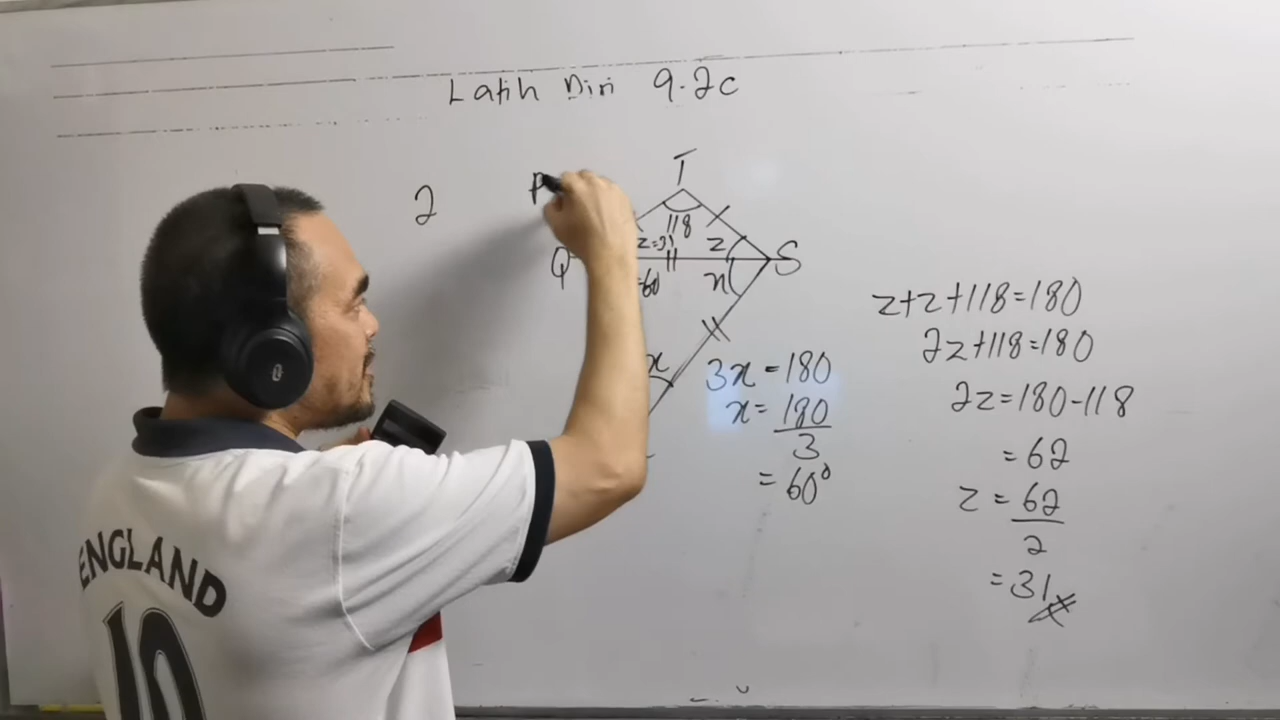 Latih Diri 9.2c
2
P
T
118
z=31
z
Q
S
=60
x
x
3x = 180
x = 180
3
= 60°
z+z+118=180
2z+118=180
2z=180-118
= 62
z = 62
2
= 31
ENGLAND
10